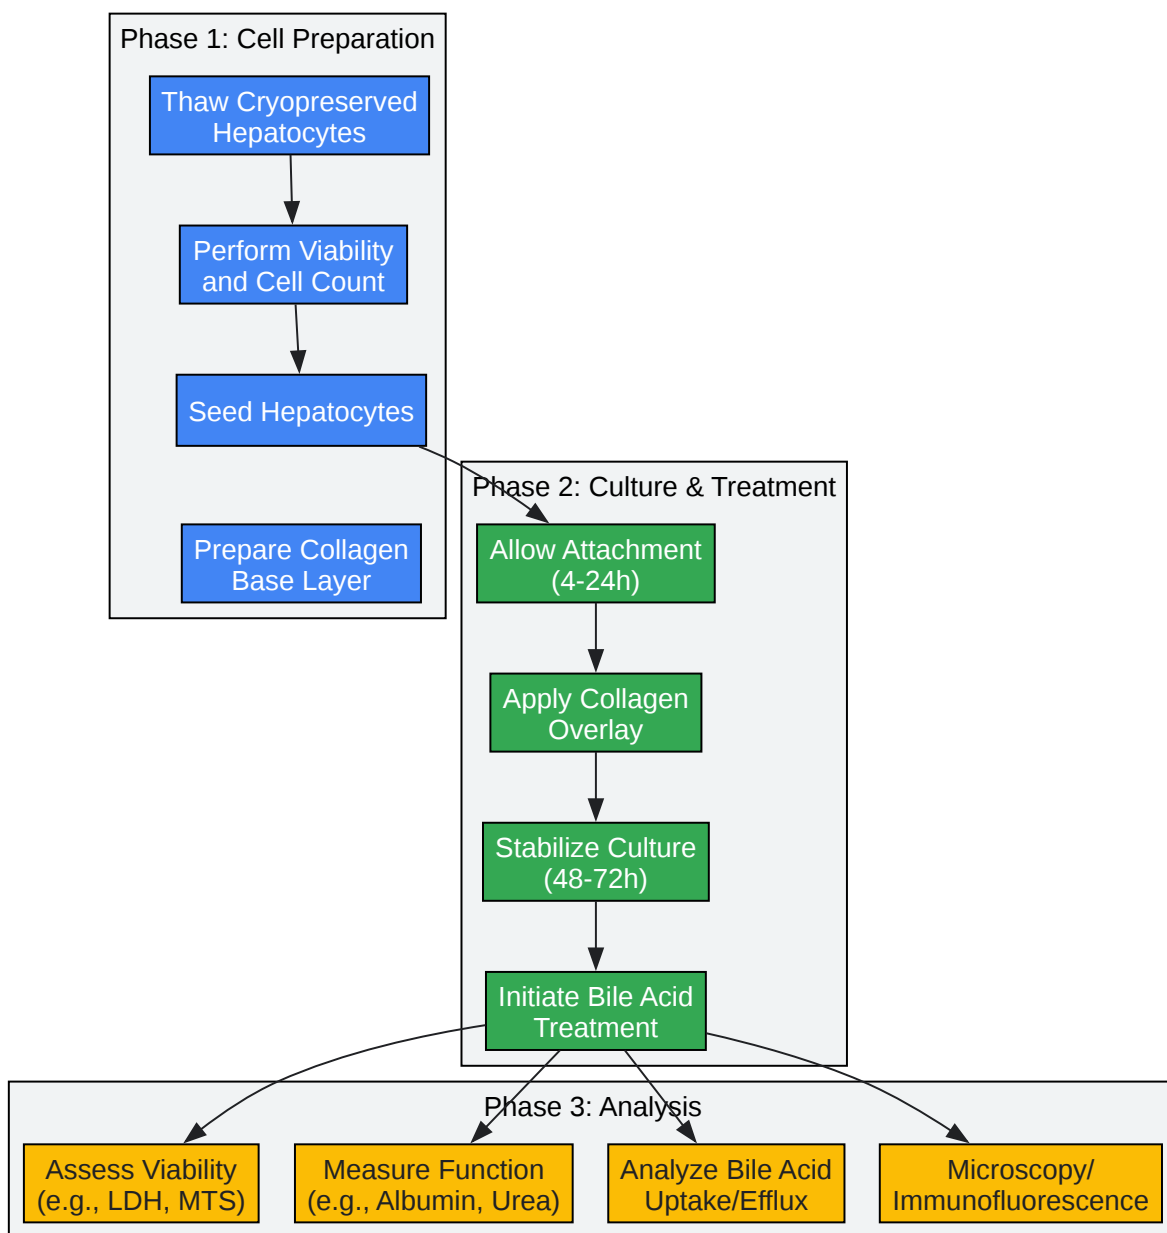 Phase 1: Cell Preparation
Thaw Cryopreserved
Hepatocytes
Perform Viability
and Cell Count
Seed Hepatocytes
Prepare Collagen
Base Layer
Phase 2: Culture & Treatment
Allow Attachment
(4-24h)
Apply Collagen
Overlay
Stabilize Culture
(48-72h)
Initiate Bile Acid
Treatment
Phase 3: Analysis
Assess Viability
(e.g., LDH, MTS)
Measure Function
(e.g., Albumin, Urea)
Analyze Bile Acid
Uptake/Efflux
Microscopy/
Immunofluorescence